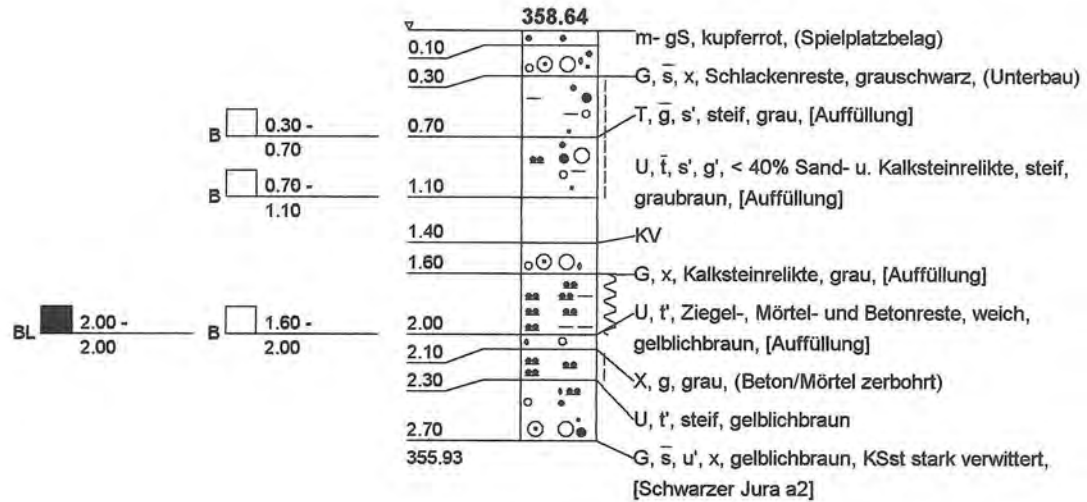 358.64
m- gS, kupferrot, (Spielplatzbelag)
0.10
G, s̄, x, Schlackenreste, grauschwarz, (Unterbau)
0.30
T, ḡ, s', steif, grau, [Auffüllung]
B 0.30 -
0.70
0.70
U, t̄, s', g', < 40% Sand- u. Kalksteinrelikte, steif,
graubraun, [Auffüllung]
B 0.70 -
1.10
1.10
1.40
KV
1.60
G, x, Kalksteinrelikte, grau, [Auffüllung]
U, t', Ziegel-, Mörtel- und Betonreste, weich,
gelblichbraun, [Auffüllung]
BL 2.00 -
2.00
B 1.60 -
2.00
2.00
2.10
X, g, grau, (Beton/Mörtel zerbohrt)
2.30
U, t', steif, gelblichbraun
2.70
355.93
G, s̄, u', x, gelblichbraun, KSst stark verwittert,
[Schwarzer Jura a2]